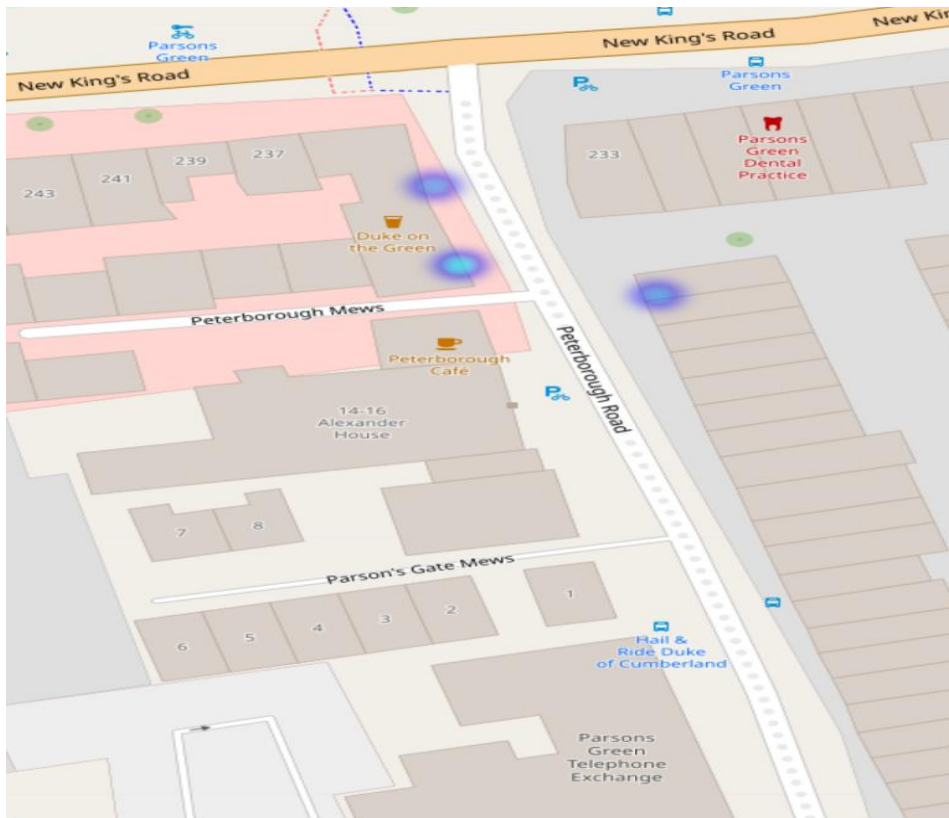 New King's Road
New King's Road
New Ki
Parsons
Green
P
Parsons
Green
243
241
239
237
233
Parsons
Green
Dental
Practice
Duke on
the Green
Peterborough Mews
Peterborough
Café
Peterborough Road
P
14-16
Alexander
House
7
8
Parson's Gate Mews
6
5
4
3
2
1
Hail &
Ride Duke
of Cumberland
Parsons
Green
Telephone
Exchange